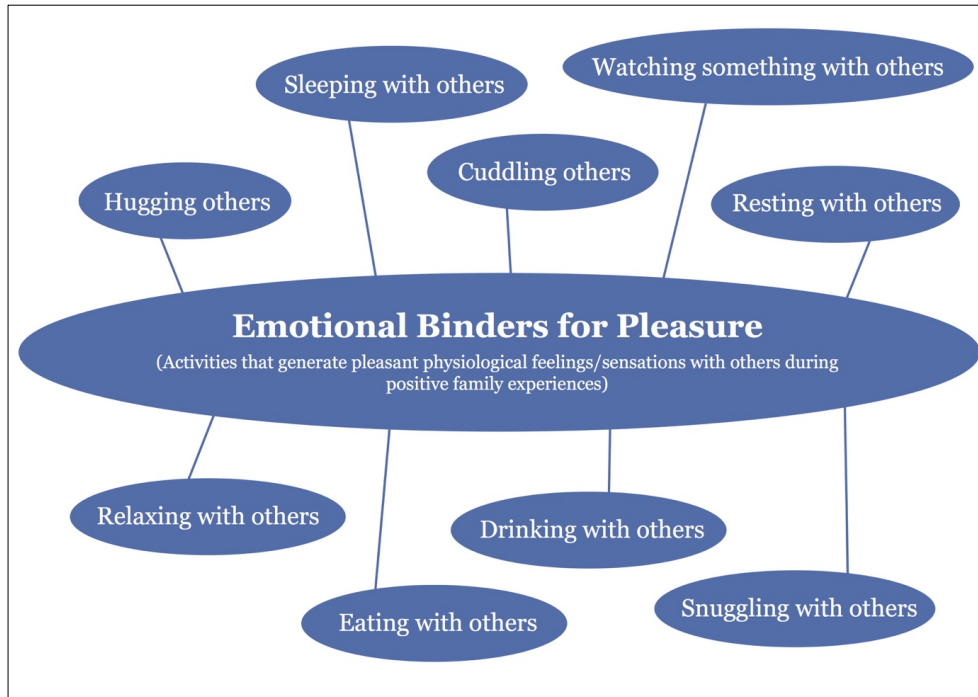 Sleeping with others
Watching something with others
Cuddling others
Hugging others
Resting with others
Emotional Binders for Pleasure
(Activities that generate pleasant physiological feelings/sensations with others during
positive family experiences)
Relaxing with others
Drinking with others
Eating with others
Snuggling with others